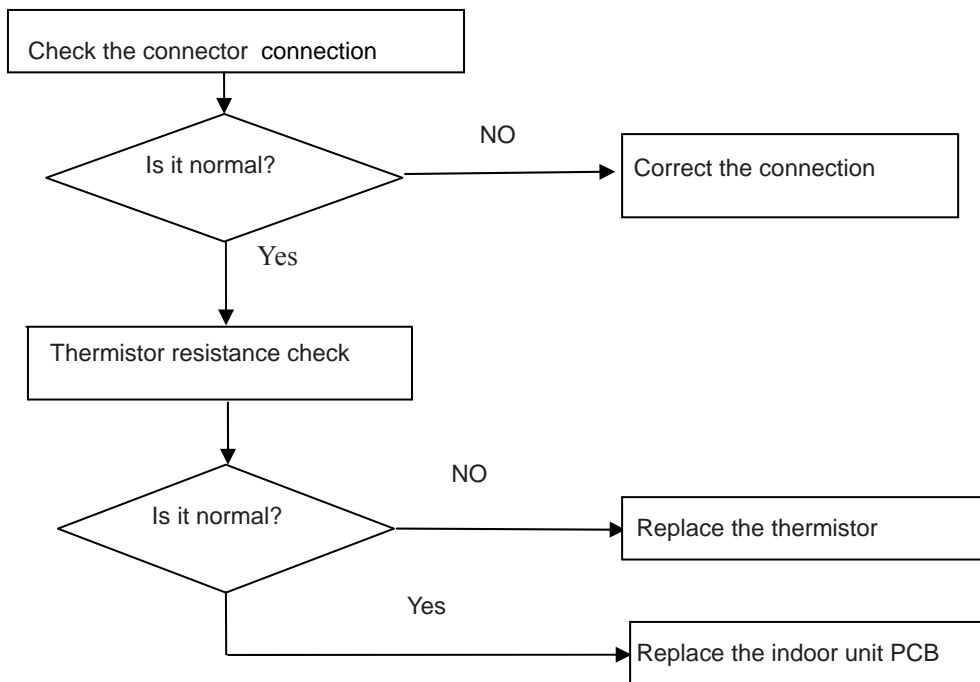 Check the connector connection
Is it normal?
NO
Correct the connection
Yes
Thermistor resistance check
Is it normal?
NO
Replace the thermistor
Yes
Replace the indoor unit PCB